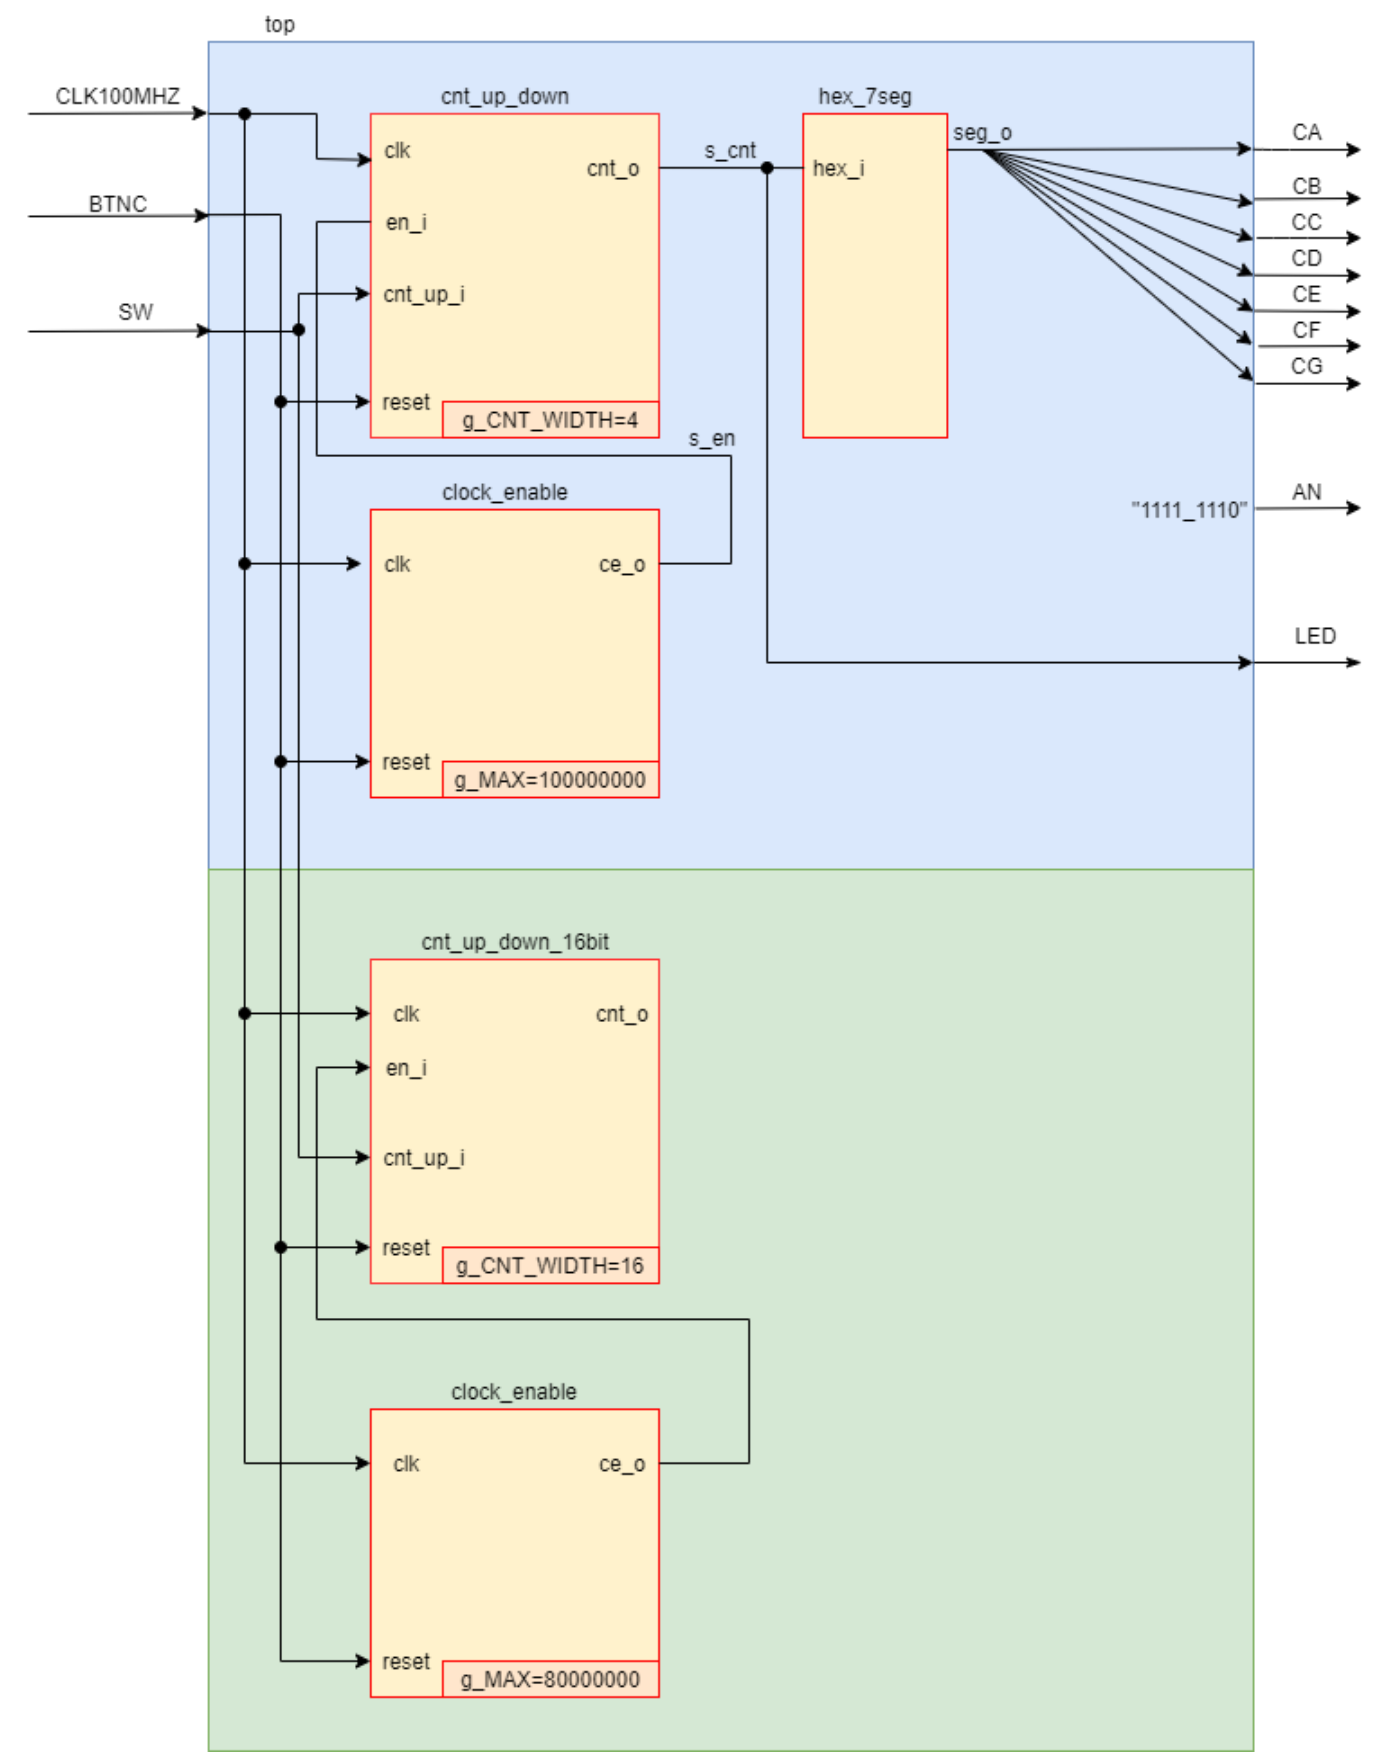 top
CLK100MHZ
BTNC
SW
cnt_up_down
clk
cnt_o
en_i
cnt_up_i
reset
g_CNT_WIDTH=4
s_cnt
hex_7seg
hex_i
seg_o
CA
CB
CC
CD
CE
CF
CG
s_en
clock_enable
clk
ce_o
reset
g_MAX=100000000
"1111_1110"
AN
LED
cnt_up_down_16bit
clk
cnt_o
en_i
cnt_up_i
reset
g_CNT_WIDTH=16
clock_enable
clk
ce_o
reset
g_MAX=80000000